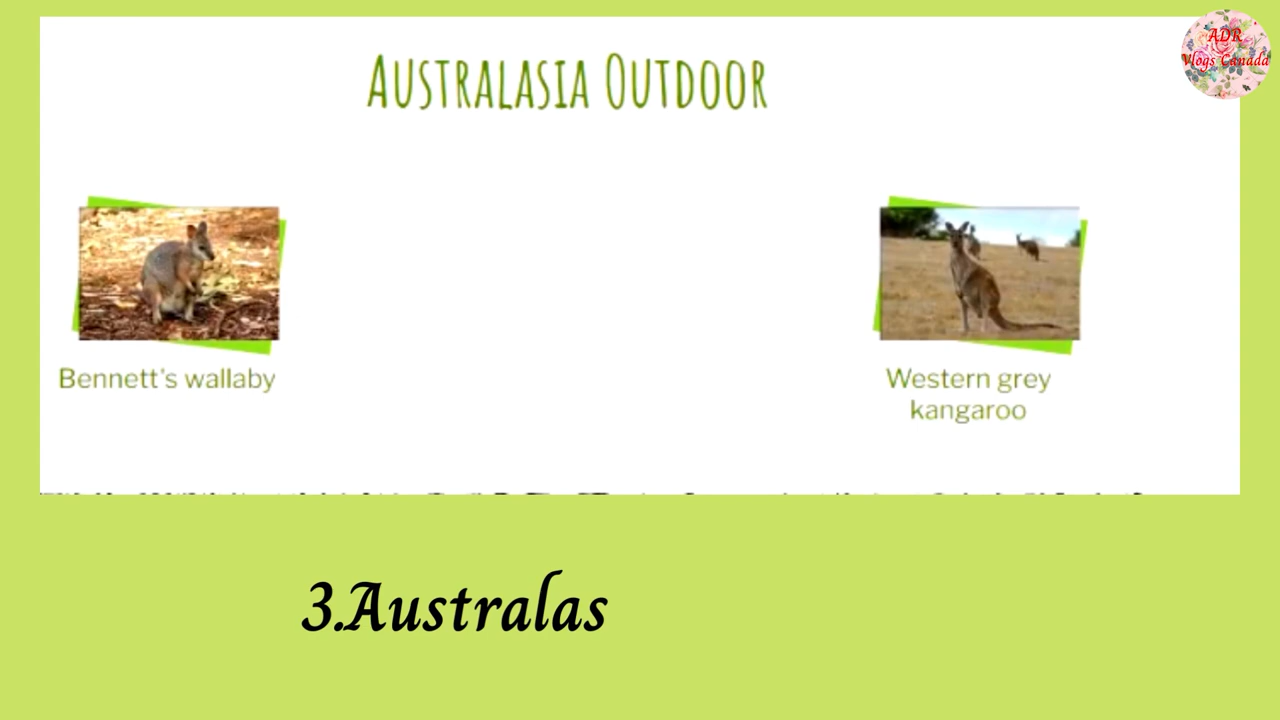 AUSTRALASIA OUTDOOR
ADR
Vlogs Canada
Bennett's wallaby
Western grey
kangaroo
3.Australas